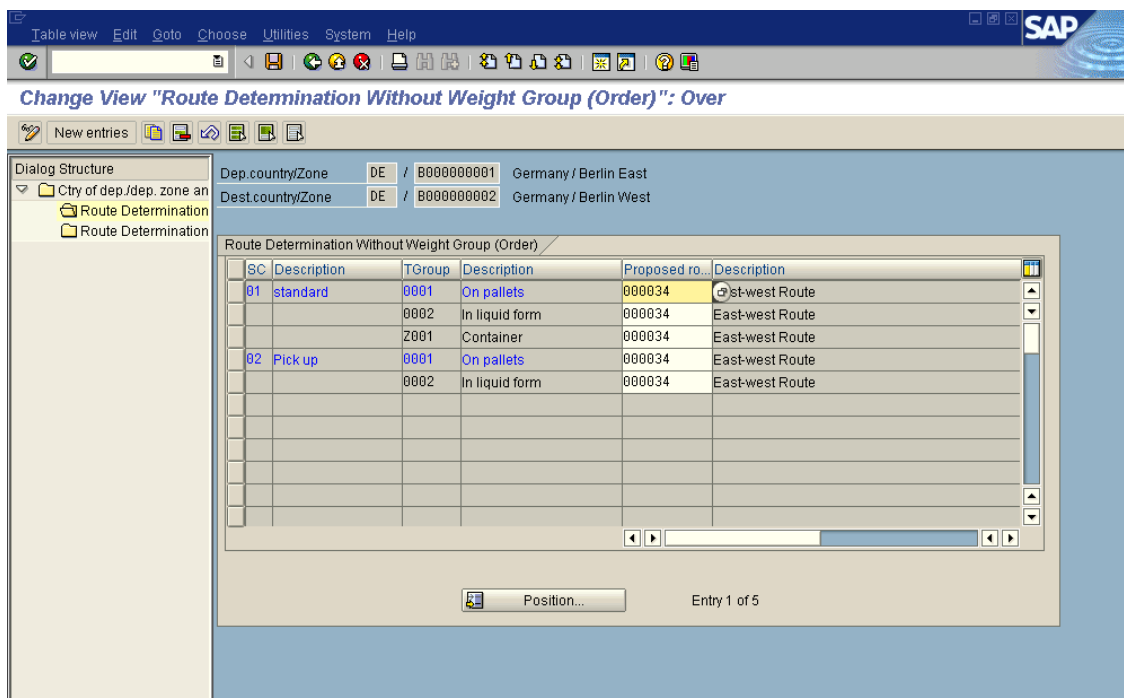 Table view Edit Goto Choose Utilities System Help
SAP
Change View "Route Determination Without Weight Group (Order)": Over
New entries
Dialog Structure
Ctry of dep./dep. zone an
Route Determination
Route Determination
Dep.country/Zone DE / B000000001 Germany / Berlin East
Dest.country/Zone DE / B000000002 Germany / Berlin West
Route Determination Without Weight Group (Order)
SC Description TGroup Description Proposed ro... Description
01 standard 0001 On pallets 000034 st-west Route
0002 In liquid form 000034 East-west Route
Z001 Container 000034 East-west Route
02 Pick up 0001 On pallets 000034 East-west Route
0002 In liquid form 000034 East-west Route
Position... Entry 1 of 5